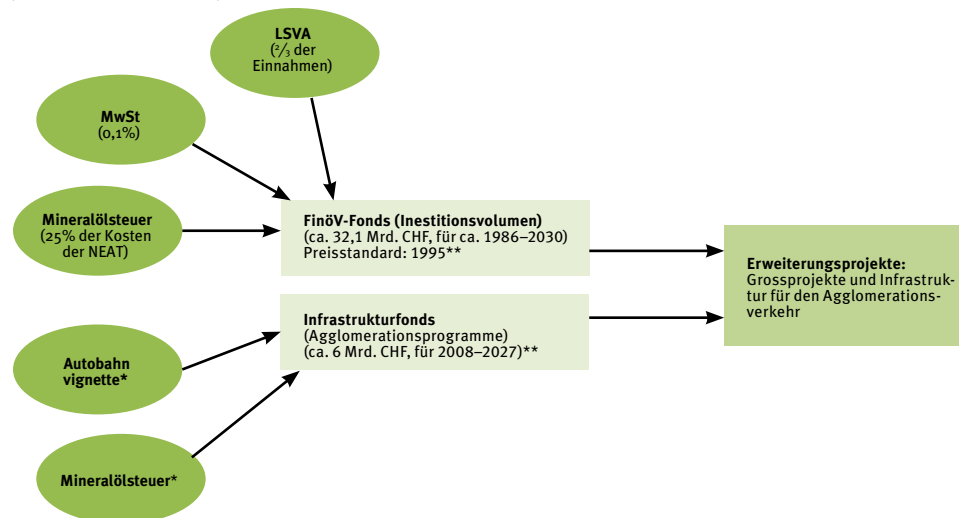 LSVA
(2/3 der
Einnahmen)
MwSt
(0,1%)
Mineralölsteuer
(25% der Kosten
der NEAT)
FinöV-Fonds (Inestitionsvolumen)
(ca. 32,1 Mrd. CHF, für ca. 1986–2030)
Preisstandard: 1995**
Erweiterungsprojekte:
Grossprojekte und Infrastruk-
tur für den Agglomerations-
verkehr
Infrastrukturfonds
(Agglomerationsprogramme)
(ca. 6 Mrd. CHF, für 2008–2027)**
Autobahn
vignette*
Mineralölsteuer*